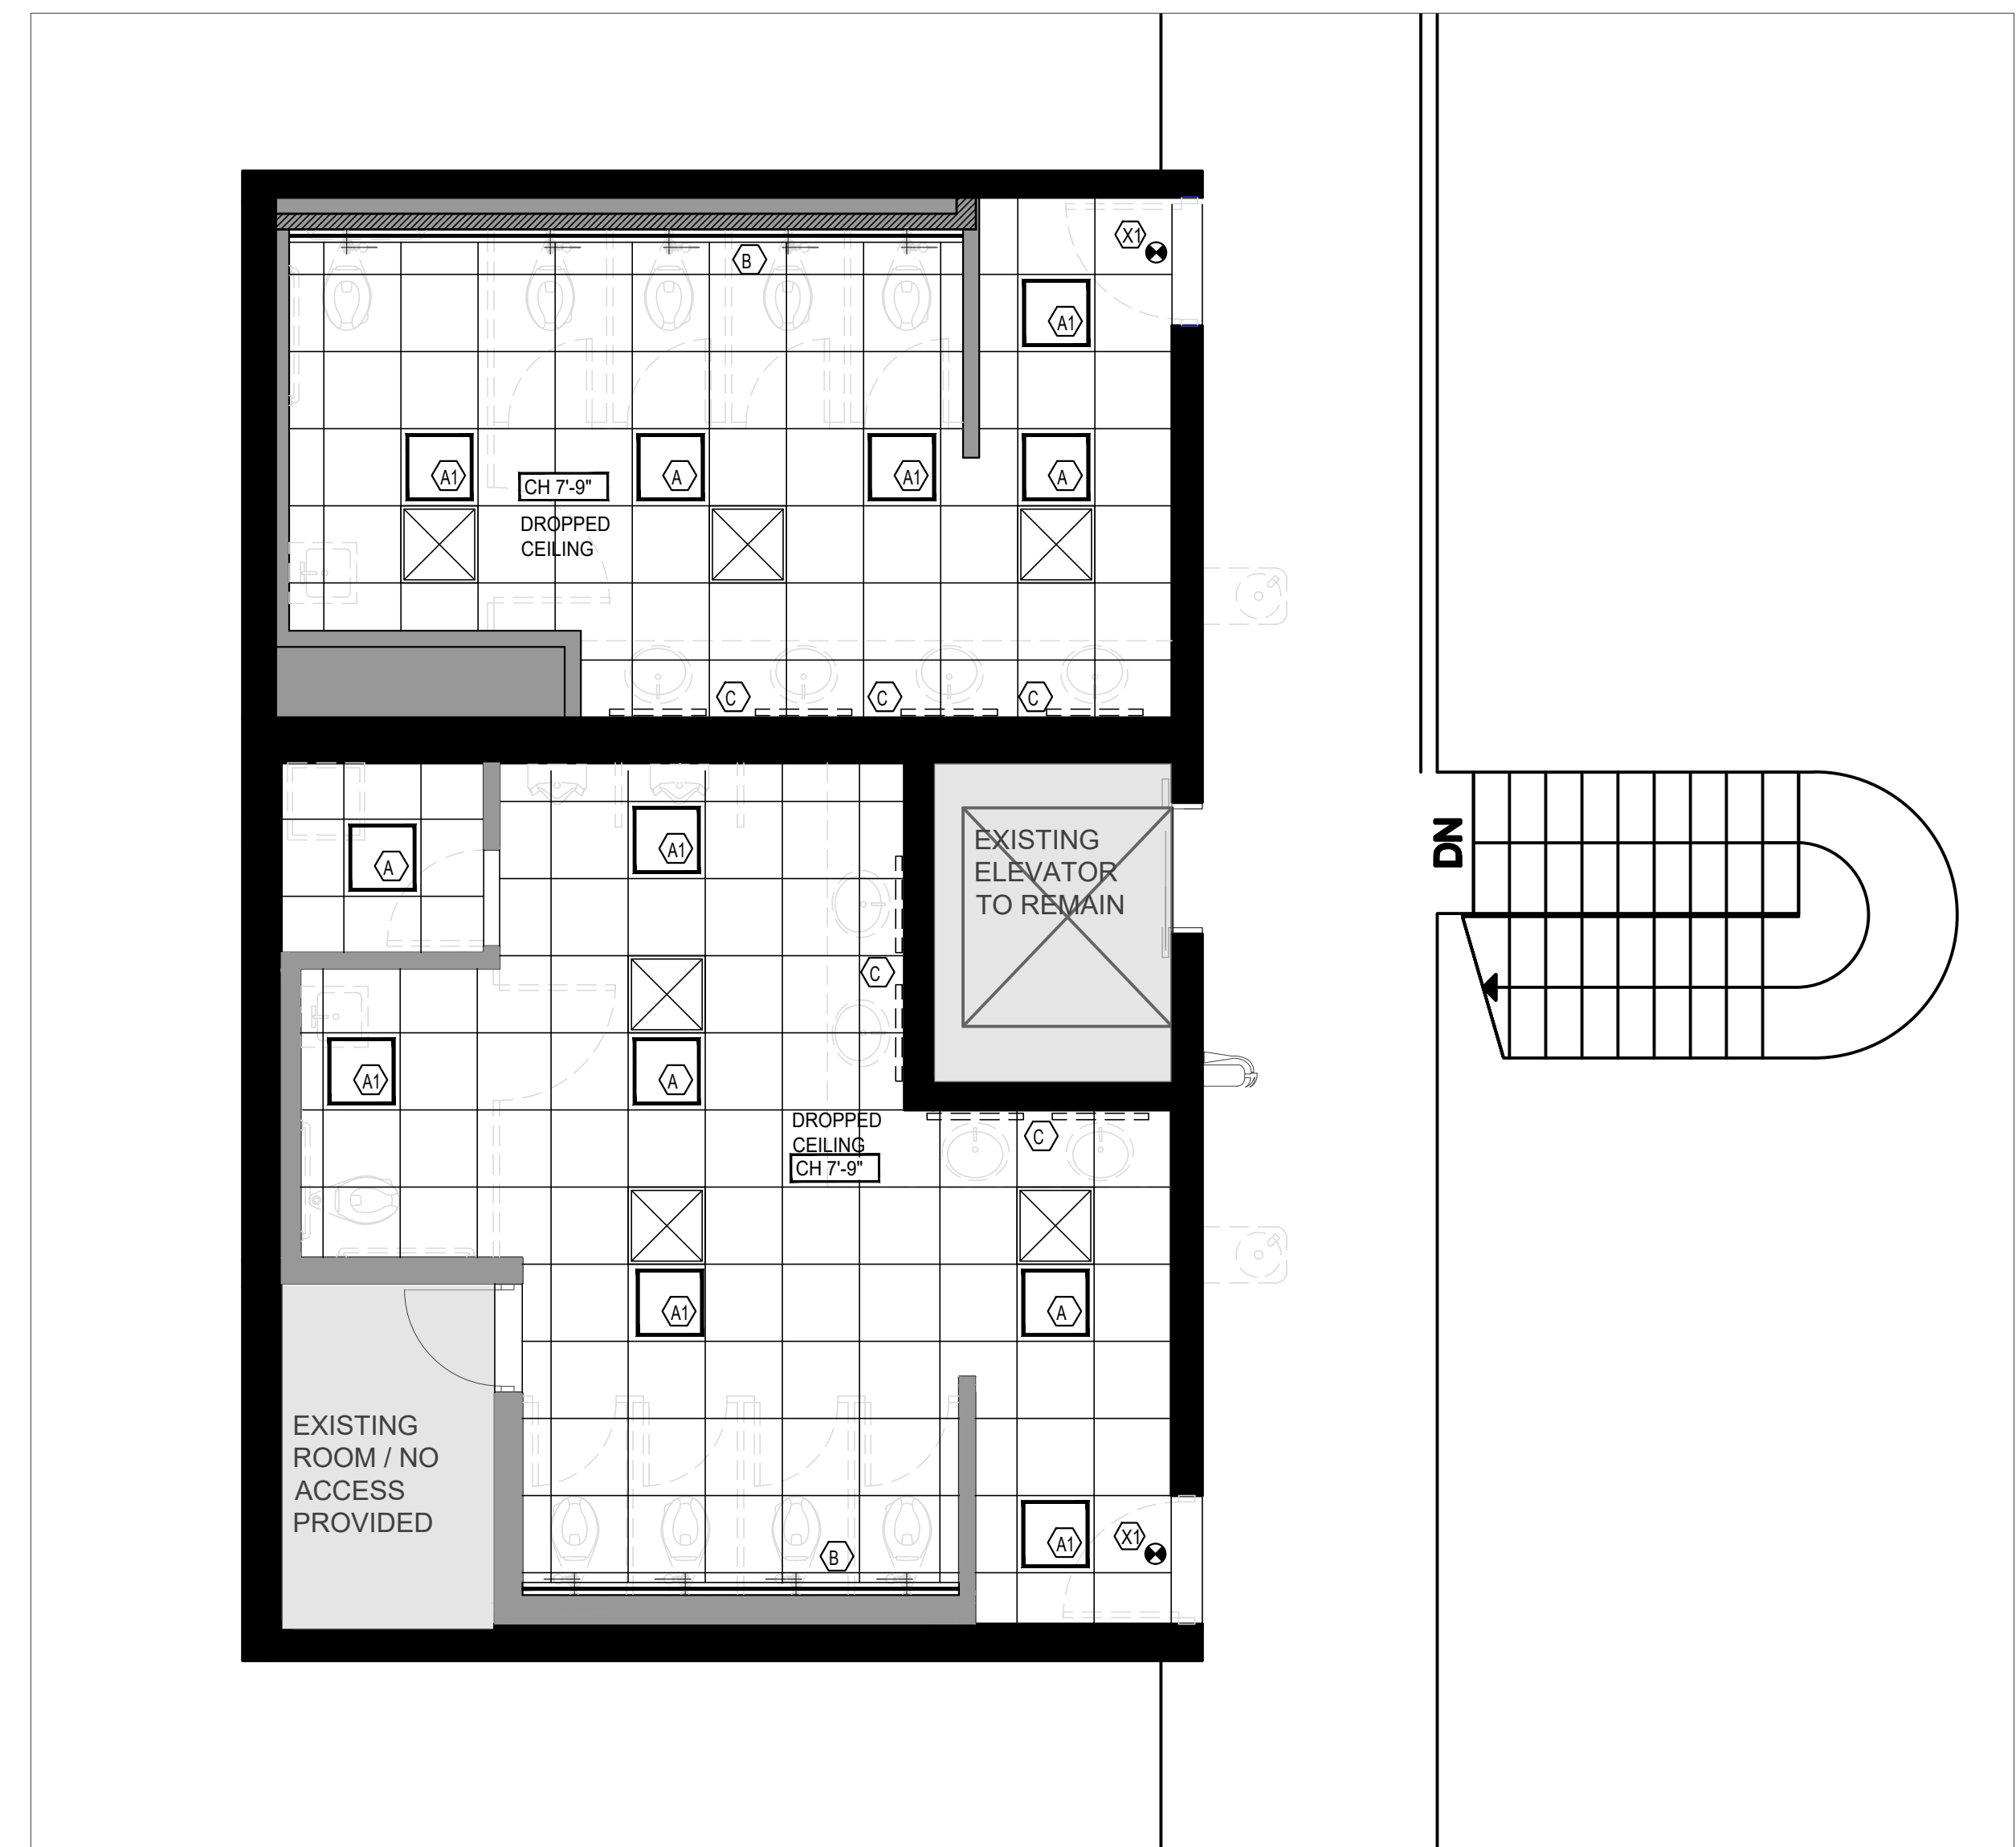 X1
B
A1
A1
A
A1
A
CH 7'-9"
DROPPED
CEILING
C
C
C
A1
A
EXISTING
ELEVATOR
TO REMAIN
DN
C
A1
A
DROPPED
CEILING
CH 7'-9"
C
A1
A
EXISTING
ROOM / NO
ACCESS
PROVIDED
A1
X1
B